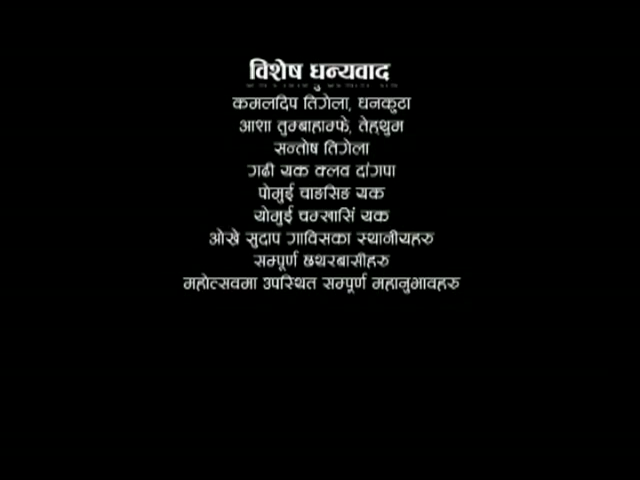 विशेष धन्यवाद
कमलदिप तिगेला, धनकुटा
आशा तुम्बाहाम्फे, तेह्रथुम
सन्तोष तिगेला
गढी यक क्लव दांगपा
पोमुई चाङसिङ यक
योमुई चम्खासिं यक
ओखे सुदाप गाविसका स्थानीयहरु
सम्पूर्ण छथरबासीहरु
महोत्सवमा उपस्थित सम्पूर्ण महानुभावहरु